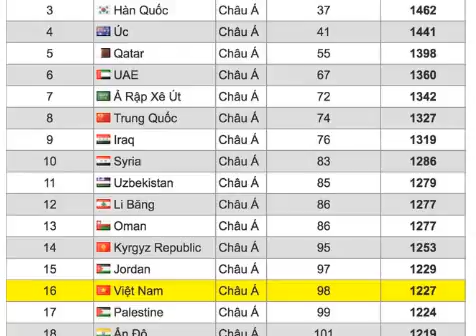 3 Hàn Quốc Châu Á 37 1462
4 Úc Châu Á 41 1441
5 Qatar Châu Á 55 1398
6 UAE Châu Á 67 1360
7 Ả Rập Xê Út Châu Á 72 1342
8 Trung Quốc Châu Á 74 1327
9 Iraq Châu Á 76 1319
10 Syria Châu Á 83 1286
11 Uzbekistan Châu Á 85 1279
12 Li Băng Châu Á 86 1277
13 Oman Châu Á 86 1277
14 Kyrgyz Republic Châu Á 95 1253
15 Jordan Châu Á 97 1229
16 Việt Nam Châu Á 98 1227
17 Palestine Châu Á 99 1224
18 Ấn Độ Châu Á 101 1219